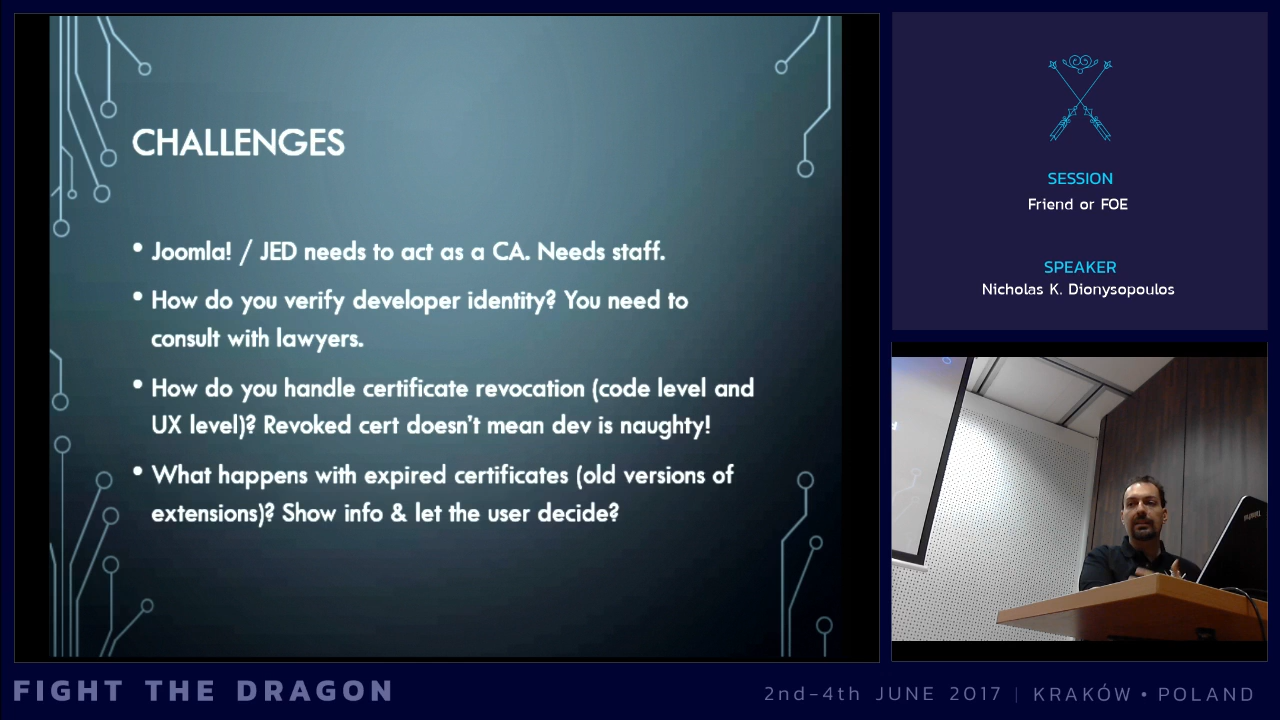 CHALLENGES
• Joomla! / JED needs to act as a CA. Needs staff.
• How do you verify developer identity? You need to
consult with lawyers.
• How do you handle certificate revocation (code level and
UX level)? Revoked cert doesn't mean dev is naughty!
• What happens with expired certificates (old versions of
extensions)? Show info & let the user decide?
SESSION
Friend or FOE
SPEAKER
Nicholas K. Dionysopoulos
FIGHT THE DRAGON
2nd-4th JUNE 2017 | KRAKÓW • POLAND